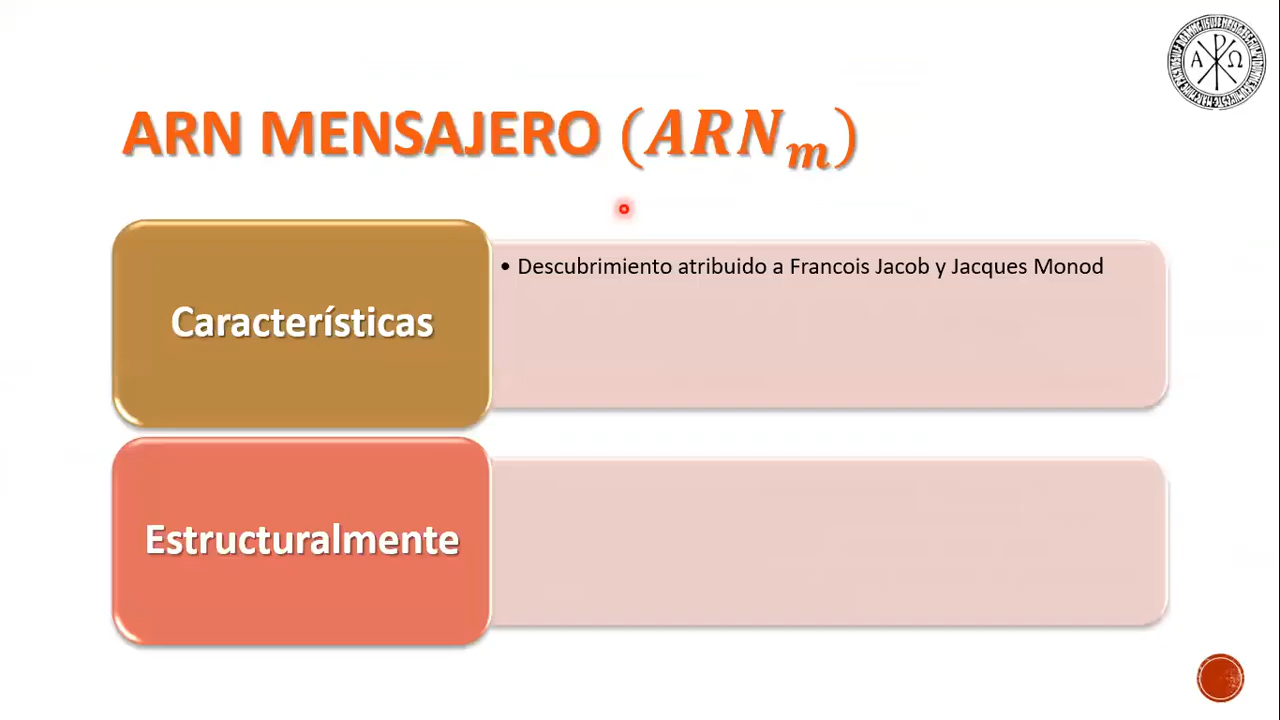 ARN MENSAJERO (ARNₘ)
Características
• Descubrimiento atribuido a Francois Jacob y Jacques Monod
Estructuralmente
Α Ω